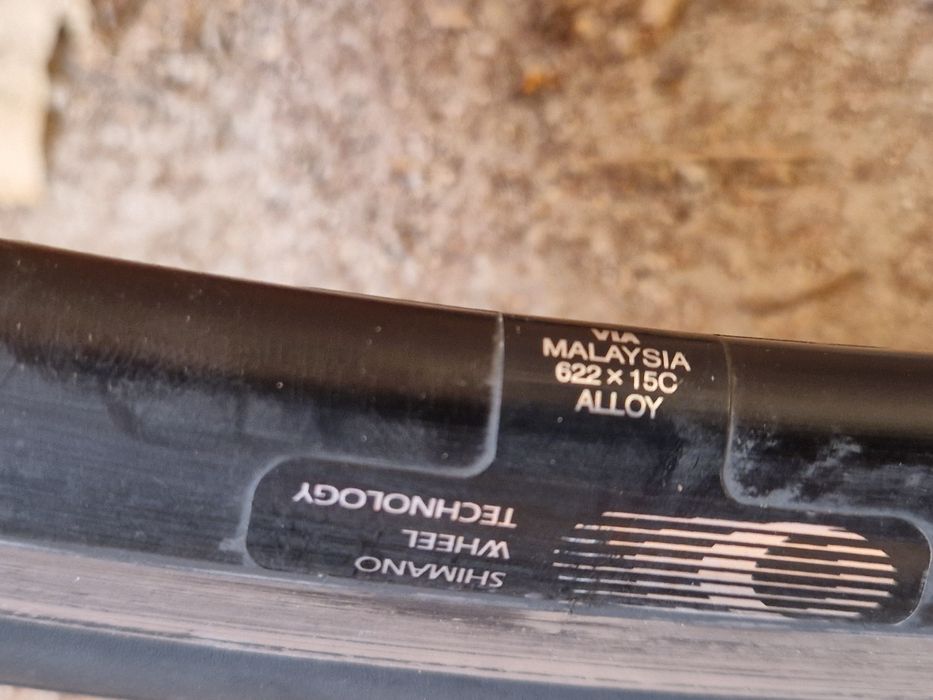 MALAYSIA
622 × 15C
ALLOY
SHIMANO
WHEEL
TECHNOLOGY